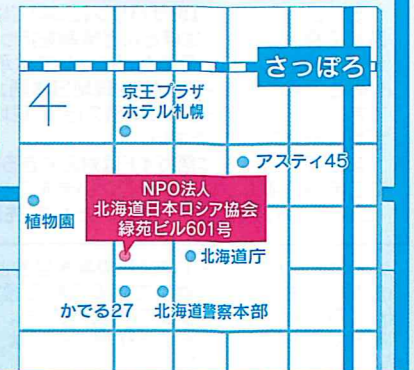 さっぽろ
京王プラザ
ホテル札幌
アスティ45
NPO法人
北海道日本ロシア協会
緑苑ビル601号
植物園
北海道庁
かでる27
北海道警察本部